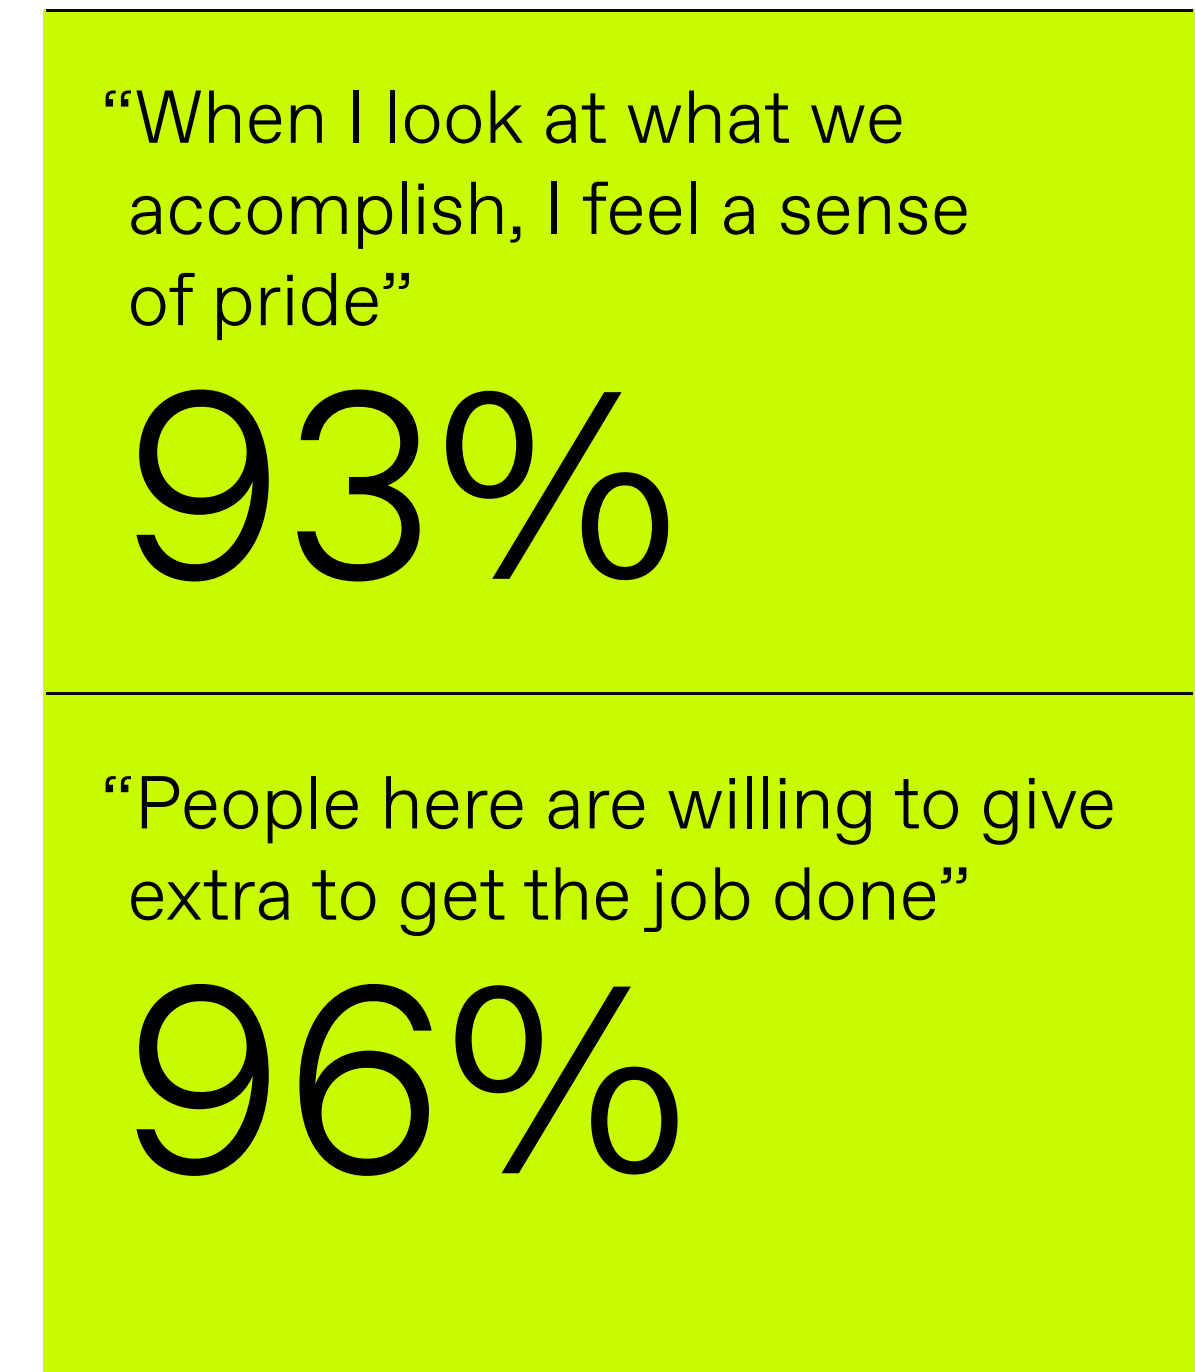 “When I look at what we
accomplish, I feel a sense
of pride”
93%
“People here are willing to give
extra to get the job done”
96%